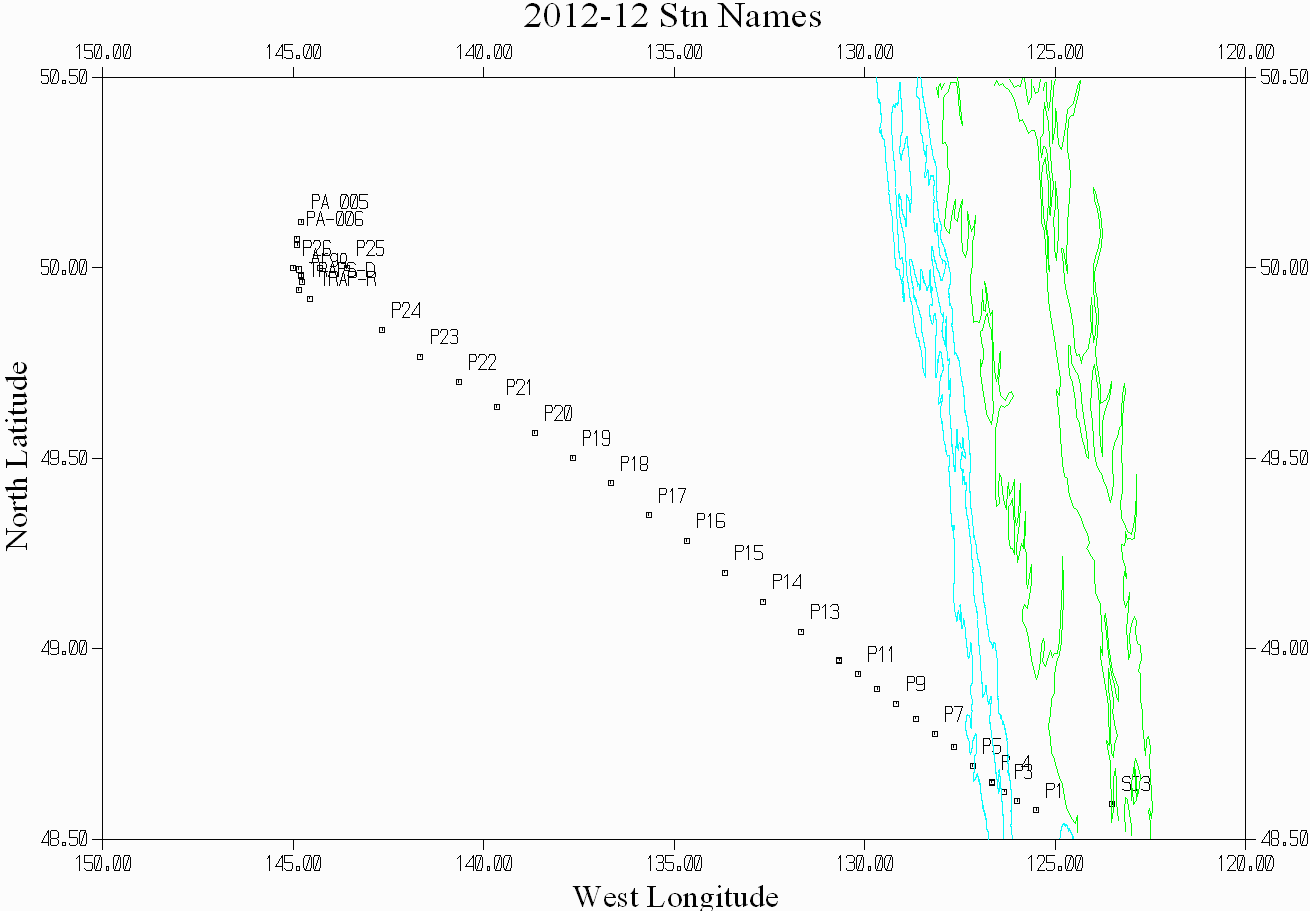 2012-12 Stn Names
150.00 145.00 140.00 135.00 130.00 125.00 120.00
50.50 50.50
PA 005
PA-006
P26 P25
Argo
50.00 50.00
TRAP-R
P24
P23
P22
P21
P20
P19
49.50 49.50
P18
P17
P16
P15
P14
P13
49.00 49.00
P11
P9
P7
P5
P 4
P3
P1 ST3
48.50 48.50
150.00 145.00 140.00 135.00 130.00 125.00 120.00
West Longitude
North Latitude